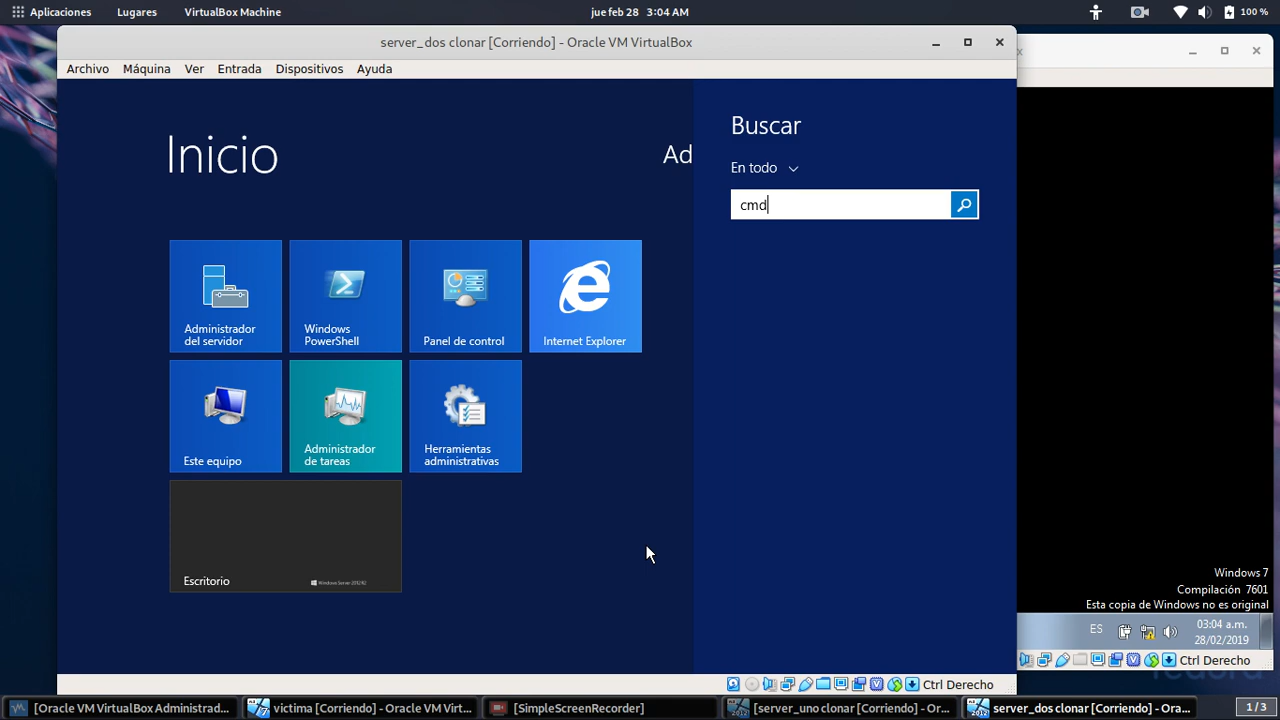 Aplicaciones Lugares VirtualBox Machine jue feb 28 3:04 AM 100 %
server_dos clonar [Corriendo] - Oracle VM VirtualBox
Archivo Máquina Ver Entrada Dispositivos Ayuda
Inicio
Ad
Buscar
En todo
cmd
Administrador
del servidor
Windows
PowerShell
Panel de control
Internet Explorer
Este equipo
Administrador
de tareas
Herramientas
administrativas
Escritorio
Windows Server 2012 R2
Windows 7
Compilación 7601
Esta copia de Windows no es original
ES
03:04 a.m.
28/02/2019
Ctrl Derecho
Ctrl Derecho
[Oracle VM VirtualBox Administrad... victima [Corriendo] - Oracle VM Virt... [SimpleScreenRecorder] [server_uno clonar [Corriendo] - Or... server_dos clonar [Corriendo] - Ora... 1/3